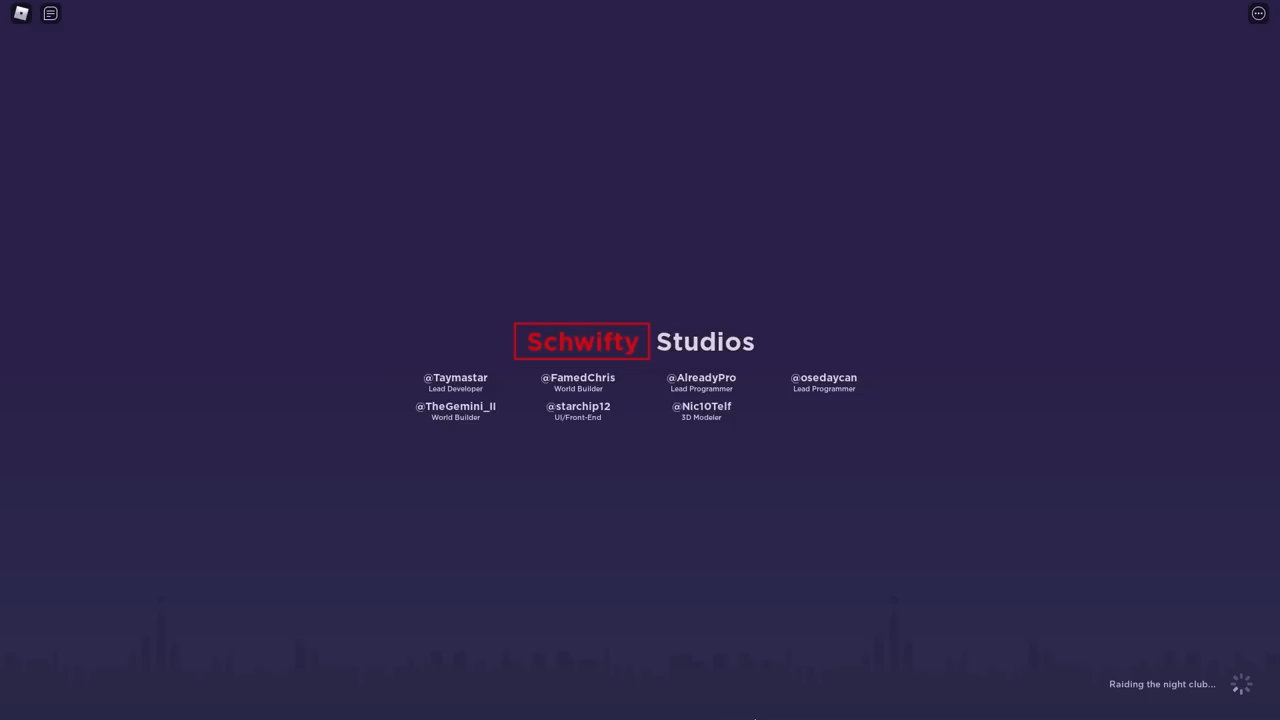 Schwifty Studios
@Taymastar @FamedChris @AlreadyPro @osedaycan
Lead Developer World Builder Lead Programmer Lead Programmer
@TheGemini_II @starchip12 @Nic10Telf
World Builder UI/Front-End 3D Modeler
Raiding the night club...